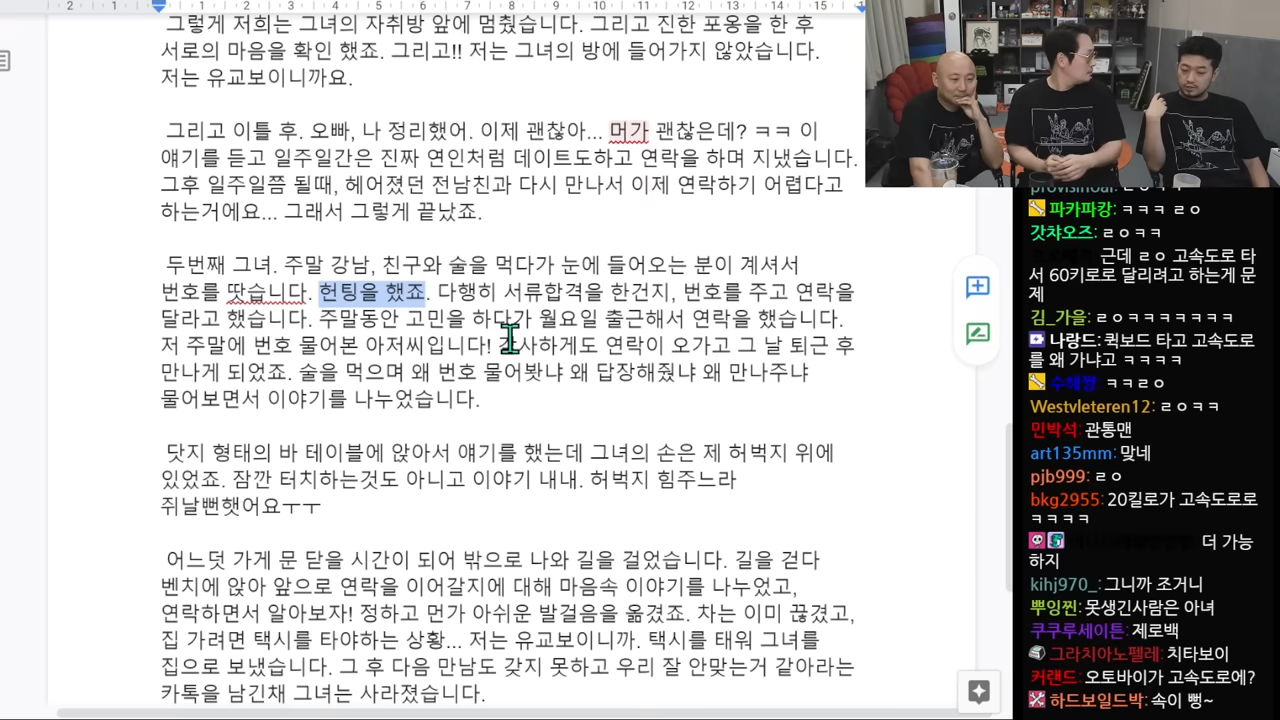 2 1 1 2 3 4 5 6 7 8 9 10 11 12 13 14 15
그렇게 저희는 그녀의 자취방 앞에 멈췄습니다. 그리고 진한 포옹을 한 후
서로의 마음을 확인 했죠. 그리고!! 저는 그녀의 방에 들어가지 않았습니다.
저는 유교보이니까요.
그리고 이틀 후. 오빠, 나 정리했어. 이제 괜찮아... 머가 괜찮은데? ㅋㅋ 이
얘기를 듣고 일주일간은 진짜 연인처럼 데이트도하고 연락을 하며 지냈습니다.
그후 일주일쯤 될때, 헤어졌던 전남친과 다시 만나서 이제 연락하기 어렵다고
하는거에요... 그래서 그렇게 끝났죠.
두번째 그녀. 주말 강남, 친구와 술을 먹다가 눈에 들어오는 분이 계셔서
번호를 땃습니다. 헌팅을 했죠. 다행히 서류합격을 한건지, 번호를 주고 연락을
달라고 했습니다. 주말동안 고민을 하다가 월요일 출근해서 연락을 했습니다.
저 주말에 번호 물어본 아저씨입니다! 감사하게도 연락이 오가고 그 날 퇴근 후
만나게 되었죠. 술을 먹으며 왜 번호 물어봣냐 왜 답장해줬냐 왜 만나주냐
물어보면서 이야기를 나누었습니다.
닷지 형태의 바 테이블에 앉아서 얘기를 했는데 그녀의 손은 제 허벅지 위에
있었죠. 잠깐 터치하는것도 아니고 이야기 내내. 허벅지 힘주느라
쥐날뻔햇어요ㅜㅜ
어느덧 가게 문 닫을 시간이 되어 밖으로 나와 길을 걸었습니다. 길을 걷다
벤치에 앉아 앞으로 연락을 이어갈지에 대해 마음속 이야기를 나누었고,
연락하면서 알아보자! 정하고 먼가 아쉬운 발걸음을 옮겼죠. 차는 이미 끊겼고,
집 가려면 택시를 타야하는 상황... 저는 유교보이니까. 택시를 태워 그녀를
집으로 보냈습니다. 그 후 다음 만남도 갖지 못하고 우리 잘 안맞는거 같아라는
카톡을 남긴채 그녀는 사라졌습니다.
파카파캉: ㅋㅋㅋ ㄹㅇ
갓챠오즈: ㄹㅇㅋㅋ
근데 ㄹㅇ 고속도로 타
서 60키로로 달리려고 하는게 문
제
김_가을: ㄹㅇㅋㅋㅋㅋㅋㅋㅋ
나랑드: 퀵보드 타고 고속도로
를 왜 가냐고 ㅋㅋㅋㅋ
수해쨩: ㅋㅋㄹㅇ
Westvleteren12: ㄹㅇㅋㅋ
민박석: 관통맨
art135mm: 맞네
pjb999: ㄹㅇ
bkg2955: 20킬로가 고속도로로
ㅋㅋㅋㅋ
더 가능
하지
kihj970_: 그니까 조거니
뿌잉찐: 못생긴사람은 아녀
쿠쿠루세이튼: 제로백
그라치아노펠레: 치타보이
커랜드: 오토바이가 고속도로에?
하드보일드박: 속이 뻥~